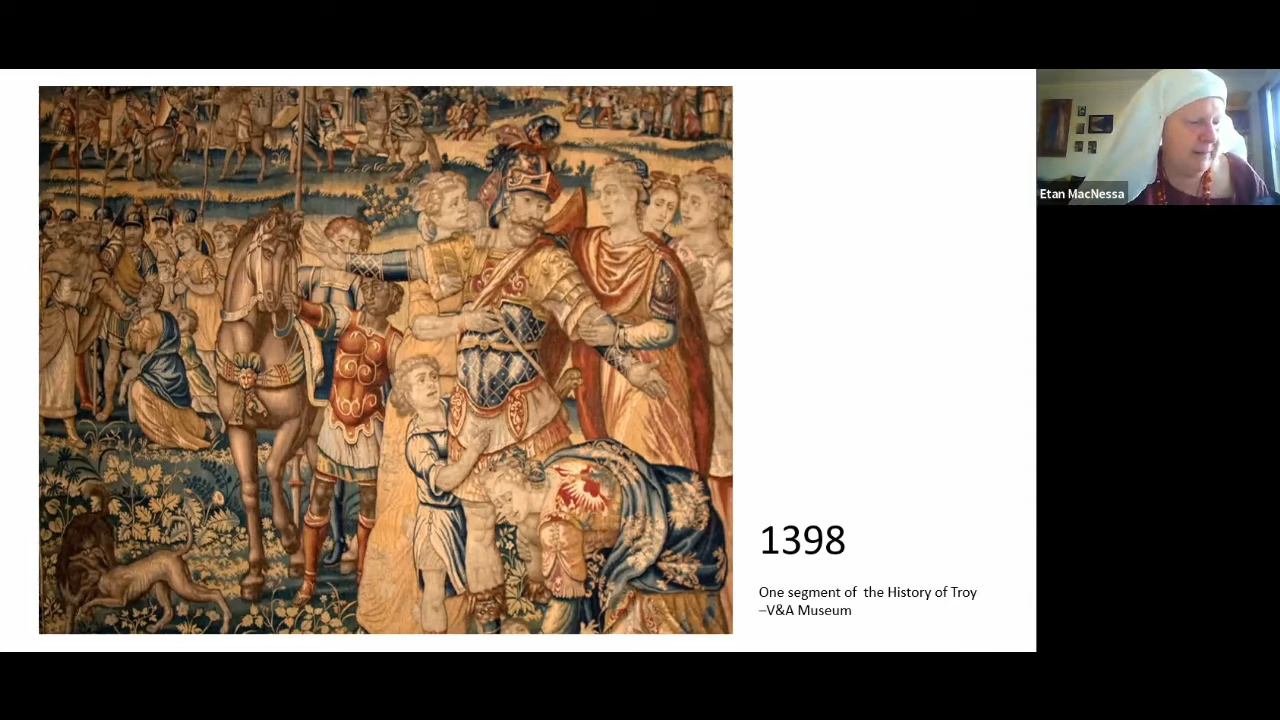 Etan MacNessa
1398
One segment of the History of Troy
–V&A Museum